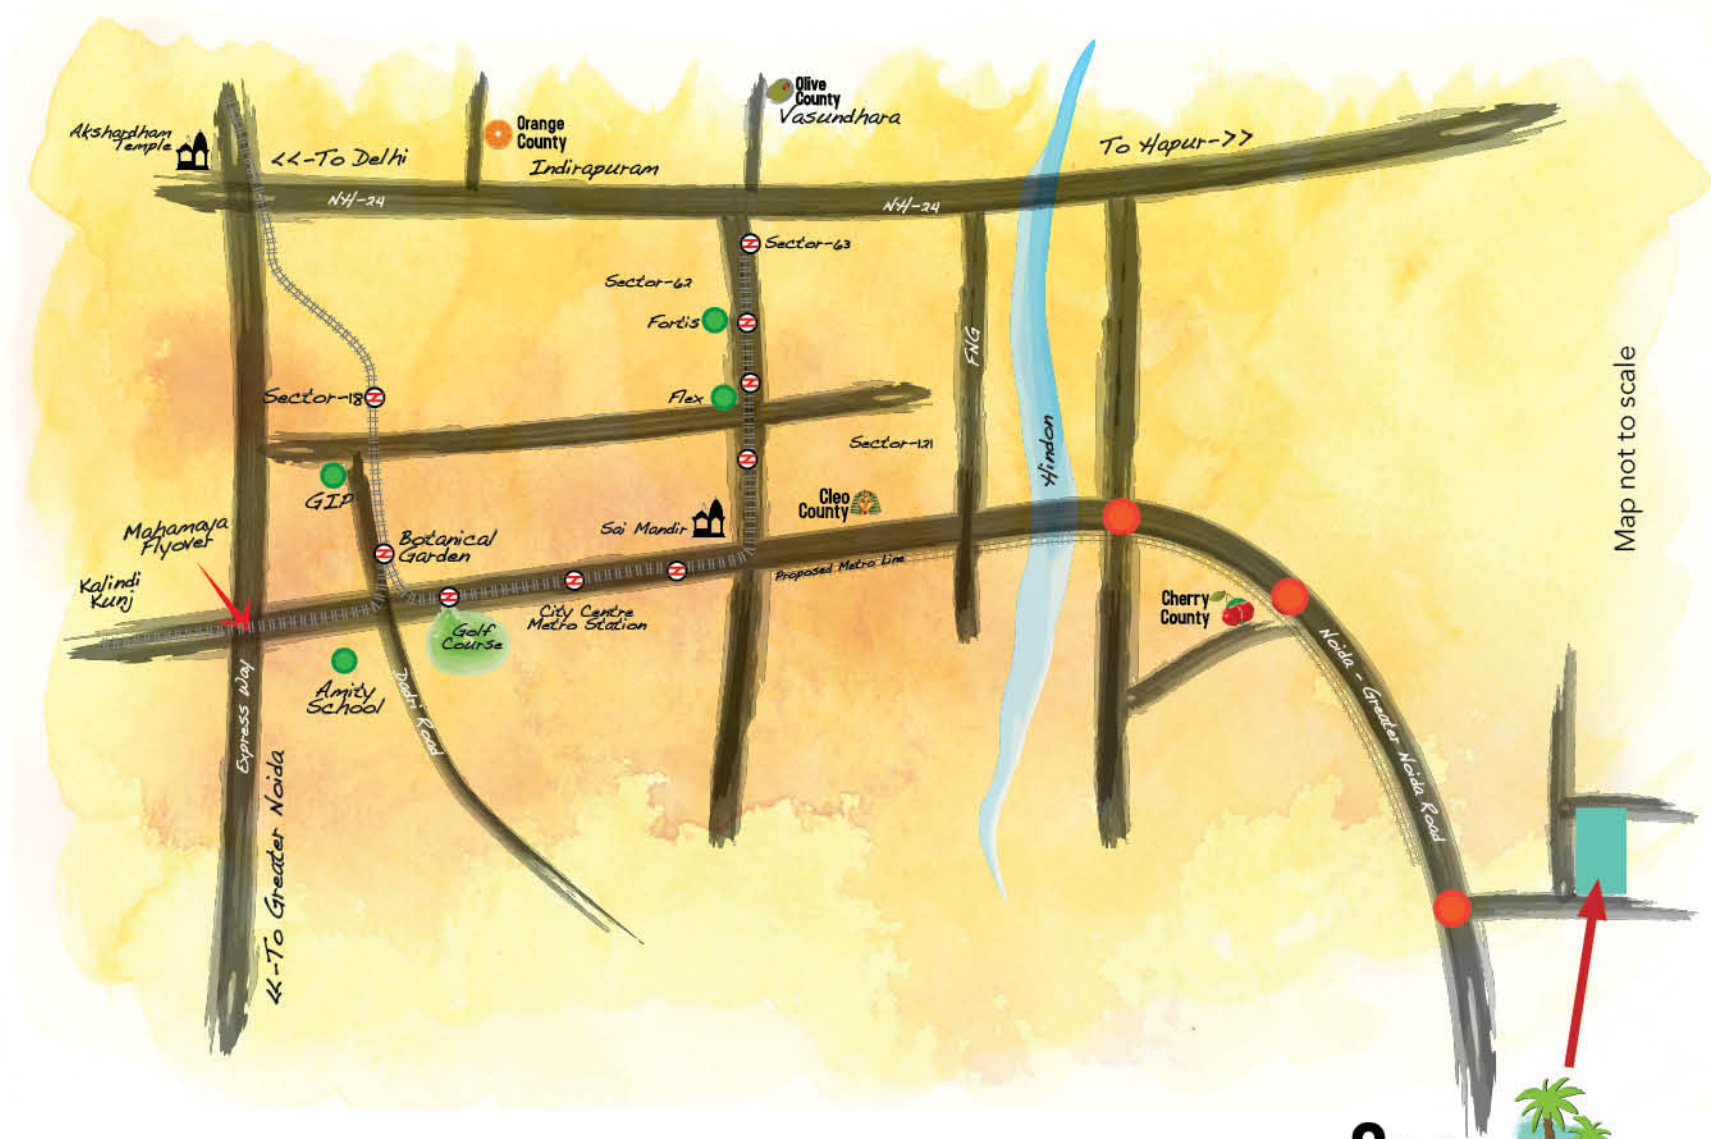 Olive
County
Vasundhara
Akshardham
Temple
<<-To Delhi
Orange
County
Indirapuram
To Hapur->>
NH-24
NH-24
Sector-63
Sector-62
Fortis
FNG
Sector-18
Flex
Sector-121
Hindon
GIP
Cleo
County
Sai Mandir
Mahamaya
Flyover
Botanical
Garden
Kalindi
Kunj
Proposed Metro Line
City Centre
Metro Station
Golf
Course
Cherry
County
Noida - Greater Noida Road
Amity
School
Dadri Road
Express Way
<<-To Greater Noida
Map not to scale